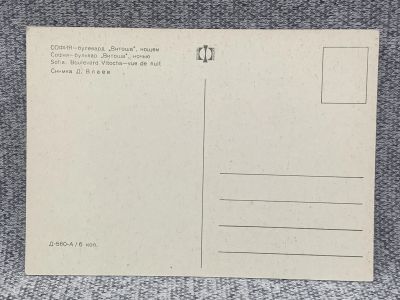 СОФИЯ—булевард „Витоша", нощем
София—бульвар „Витоша", ночью
Sofia. Boulevard Vitocha—vue de nuit
Снимка Д. Влаев
Д-560-А / 6 коп.